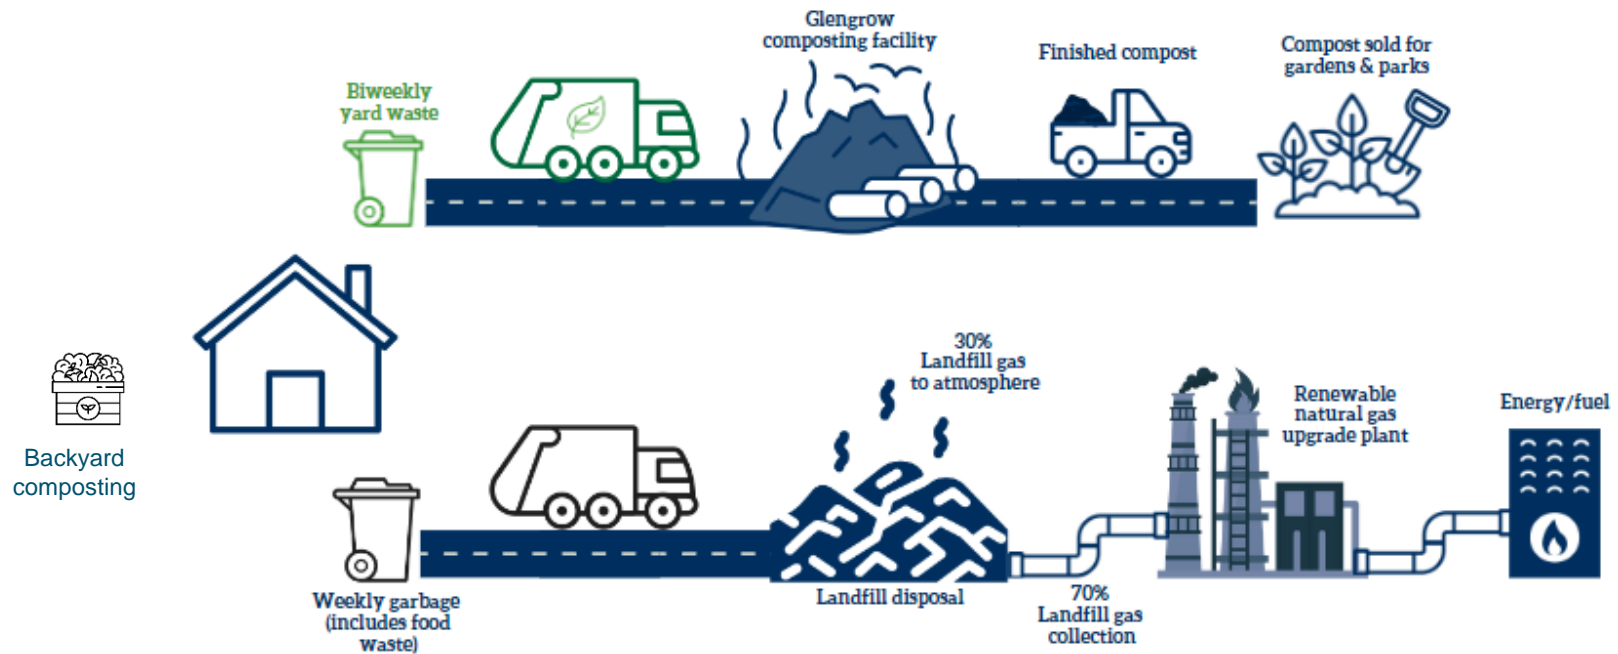 Glengrow
composting facility
Finished compost
Compost sold for
gardens & parks
Biweekly
yard waste
30%
Landfill gas
to atmosphere
Renewable
natural gas
upgrade plant
Energy/fuel
Backyard
composting
Weekly garbage
(includes food
waste)
Landfill disposal
70%
Landfill gas
collection